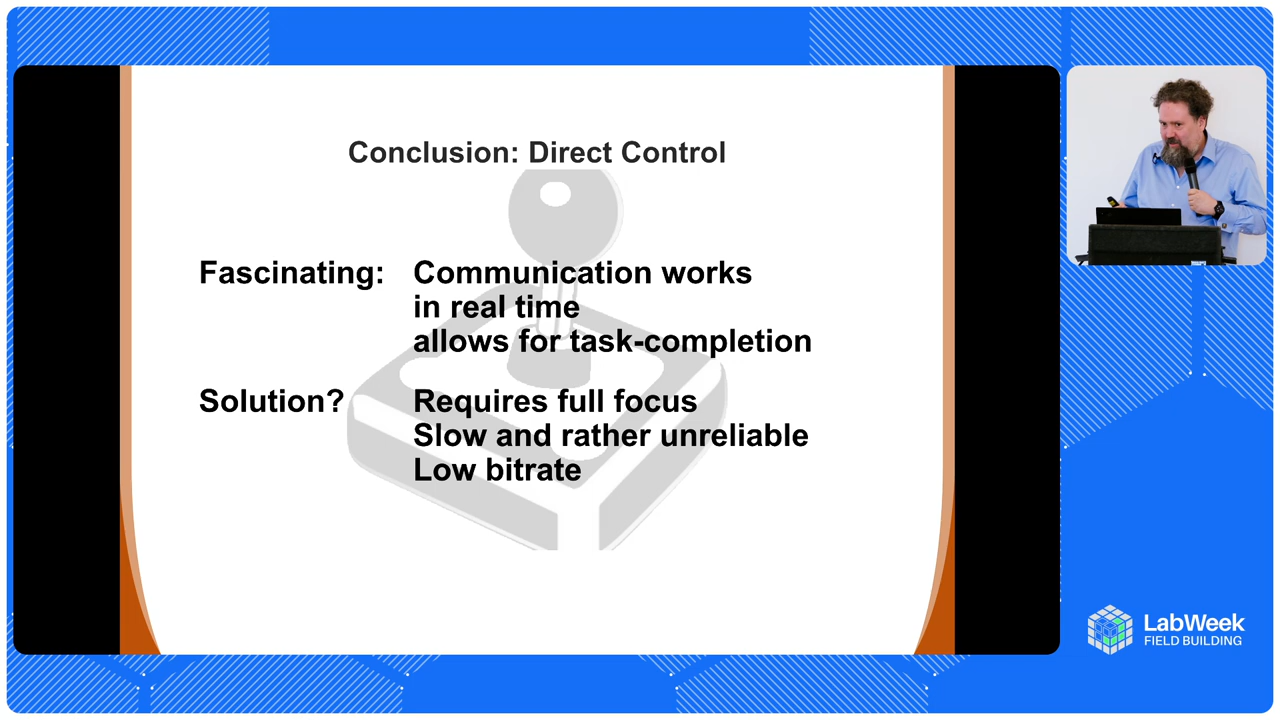 Conclusion: Direct Control
Fascinating: Communication works
in real time
allows for task-completion
Solution? Requires full focus
Slow and rather unreliable
Low bitrate
LabWeek
FIELD BUILDING